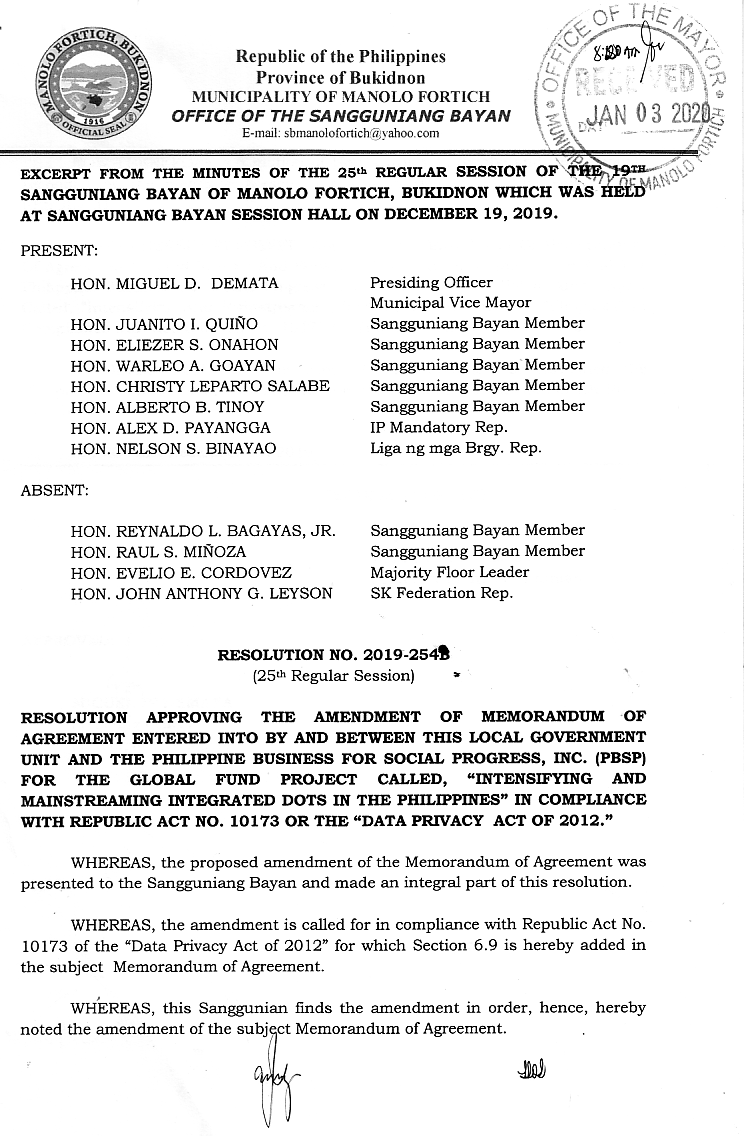 MANOLO FORTICH, BUKIDNON
1916
OFFICIAL SEAL
Republic of the Philippines
Province of Bukidnon
MUNICIPALITY OF MANOLO FORTICH
OFFICE OF THE SANGGUNIANG BAYAN
E-mail: sbmanolofortich@yahoo.com
OFFICE OF THE MAYOR
RECEIVED
JAN 03 2020
MANOLO FORTICH
EXCERPT FROM THE MINUTES OF THE 25th REGULAR SESSION OF THE 19TH
SANGGUNIANG BAYAN OF MANOLO FORTICH, BUKIDNON WHICH WAS HELD
AT SANGGUNIANG BAYAN SESSION HALL ON DECEMBER 19, 2019.
PRESENT:
HON. MIGUEL D. DEMATA Presiding Officer
Municipal Vice Mayor
HON. JUANITO I. QUIÑO Sangguniang Bayan Member
HON. ELIEZER S. ONAHON Sangguniang Bayan Member
HON. WARLEO A. GOAYAN Sangguniang Bayan Member
HON. CHRISTY LEPARTO SALABE Sangguniang Bayan Member
HON. ALBERTO B. TINOY Sangguniang Bayan Member
HON. ALEX D. PAYANGGA IP Mandatory Rep.
HON. NELSON S. BINAYAO Liga ng mga Brgy. Rep.
ABSENT:
HON. REYNALDO L. BAGAYAS, JR. Sangguniang Bayan Member
HON. RAUL S. MIÑOZA Sangguniang Bayan Member
HON. EVELIO E. CORDOVEZ Majority Floor Leader
HON. JOHN ANTHONY G. LEYSON SK Federation Rep.
RESOLUTION NO. 2019-254B
(25th Regular Session)
RESOLUTION APPROVING THE AMENDMENT OF MEMORANDUM OF
AGREEMENT ENTERED INTO BY AND BETWEEN THIS LOCAL GOVERNMENT
UNIT AND THE PHILIPPINE BUSINESS FOR SOCIAL PROGRESS, INC. (PBSP)
FOR THE GLOBAL FUND PROJECT CALLED, “INTENSIFYING AND
MAINSTREAMING INTEGRATED DOTS IN THE PHILIPPINES” IN COMPLIANCE
WITH REPUBLIC ACT NO. 10173 OR THE “DATA PRIVACY ACT OF 2012.”
WHEREAS, the proposed amendment of the Memorandum of Agreement was
presented to the Sangguniang Bayan and made an integral part of this resolution.
WHEREAS, the amendment is called for in compliance with Republic Act No.
10173 of the “Data Privacy Act of 2012” for which Section 6.9 is hereby added in
the subject Memorandum of Agreement.
WHEREAS, this Sanggunian finds the amendment in order, hence, hereby
noted the amendment of the subject Memorandum of Agreement.